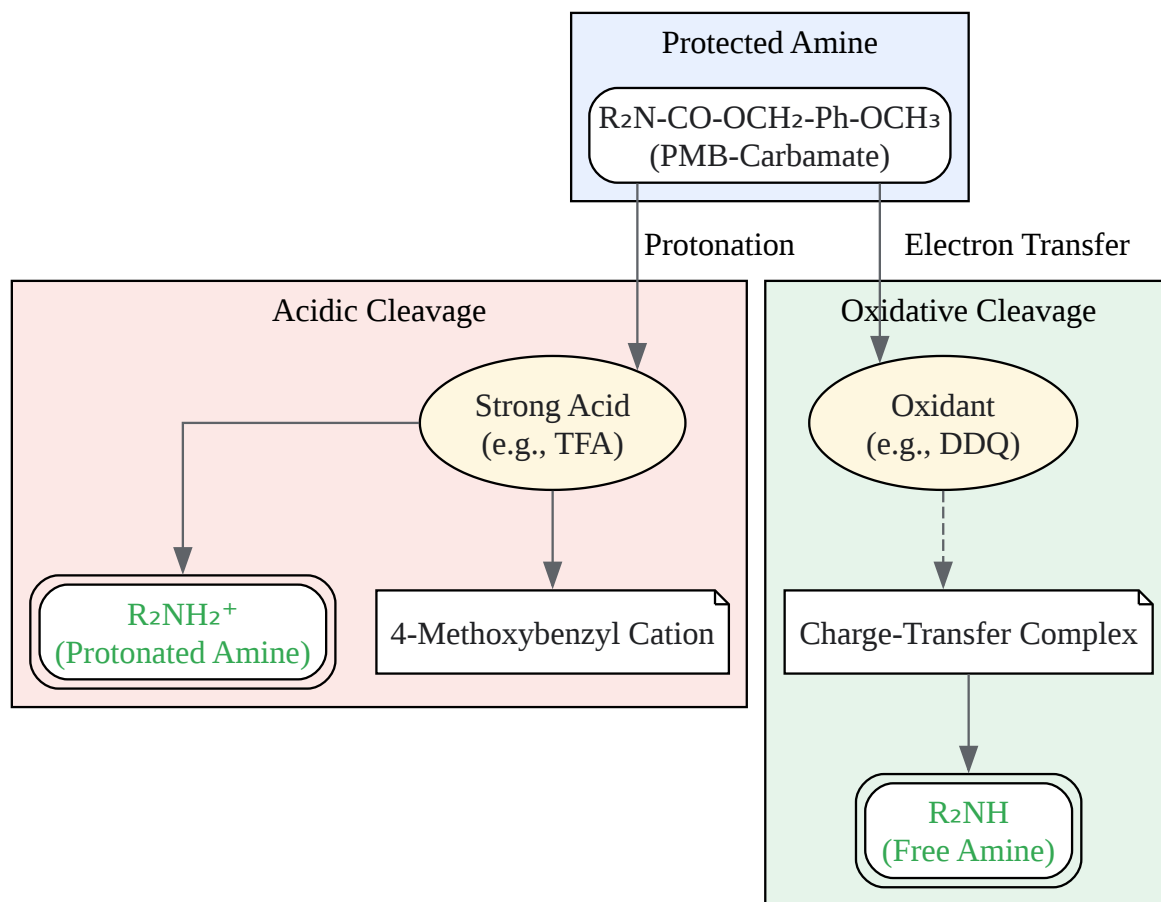 Protected Amine
R₂N-CO-OCH₂-Ph-OCH₃
(PMB-Carbamate)
Protonation
Electron Transfer
Acidic Cleavage
Strong Acid
(e.g., TFA)
R₂NH₂⁺
(Protonated Amine)
4-Methoxybenzyl Cation
Oxidative Cleavage
Oxidant
(e.g., DDQ)
Charge-Transfer Complex
R₂NH
(Free Amine)